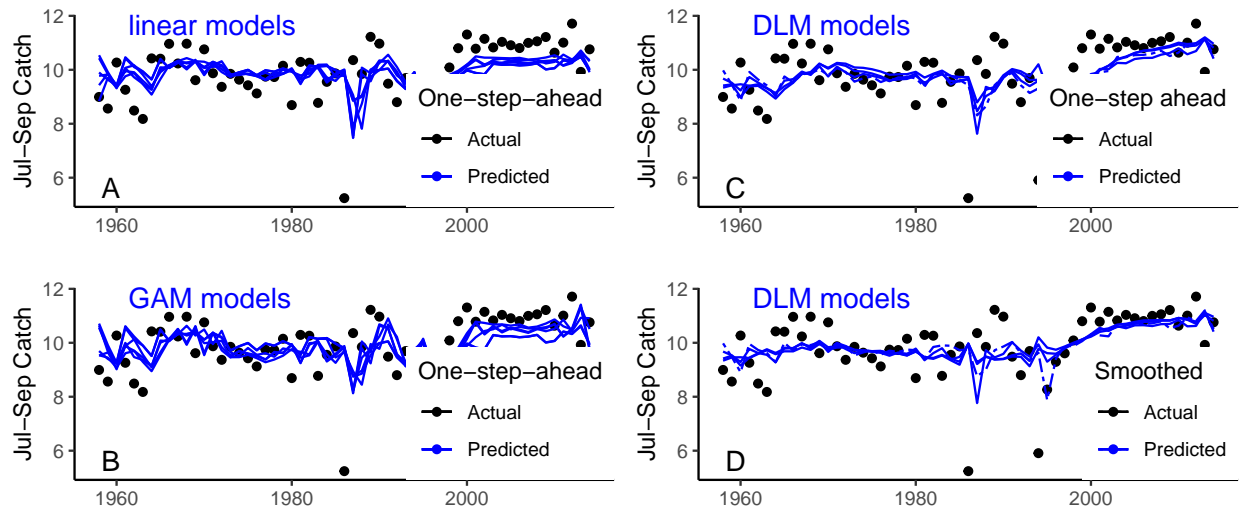 linear models
Jul−Sep Catch
12
10
8
6
A
One−step−ahead
Actual
Predicted
1960
1980
2000
DLM models
Jul−Sep Catch
12
10
8
6
C
One−step ahead
Actual
Predicted
1960
1980
2000
GAM models
Jul−Sep Catch
12
10
8
6
B
One−step−ahead
Actual
Predicted
1960
1980
2000
DLM models
Jul−Sep Catch
12
10
8
6
D
Smoothed
Actual
Predicted
1960
1980
2000